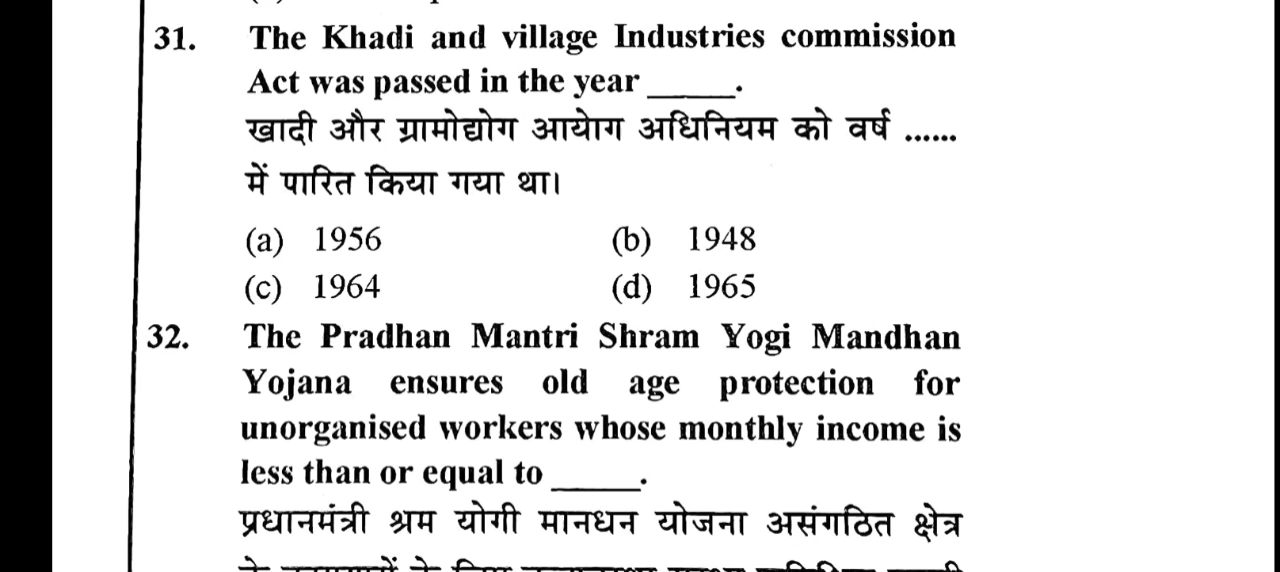 31. The Khadi and village Industries commission
Act was passed in the year _____.
खादी और ग्रामोद्योग आयेाग अधिनियम को वर्ष ......
में पारित किया गया था।
(a) 1956 (b) 1948
(c) 1964 (d) 1965
32. The Pradhan Mantri Shram Yogi Mandhan
Yojana ensures old age protection for
unorganised workers whose monthly income is
less than or equal to _____.
प्रधानमंत्री श्रम योगी मानधन योजना असंगठित क्षेत्र